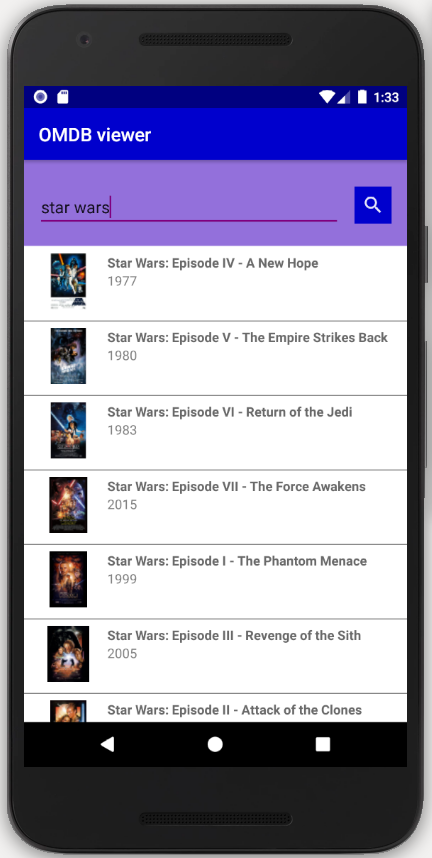 1:33
OMDB viewer
star wars
Star Wars: Episode IV - A New Hope
1977
Star Wars: Episode V - The Empire Strikes Back
1980
Star Wars: Episode VI - Return of the Jedi
1983
Star Wars: Episode VII - The Force Awakens
2015
Star Wars: Episode I - The Phantom Menace
1999
Star Wars: Episode III - Revenge of the Sith
2005
Star Wars: Episode II - Attack of the Clones